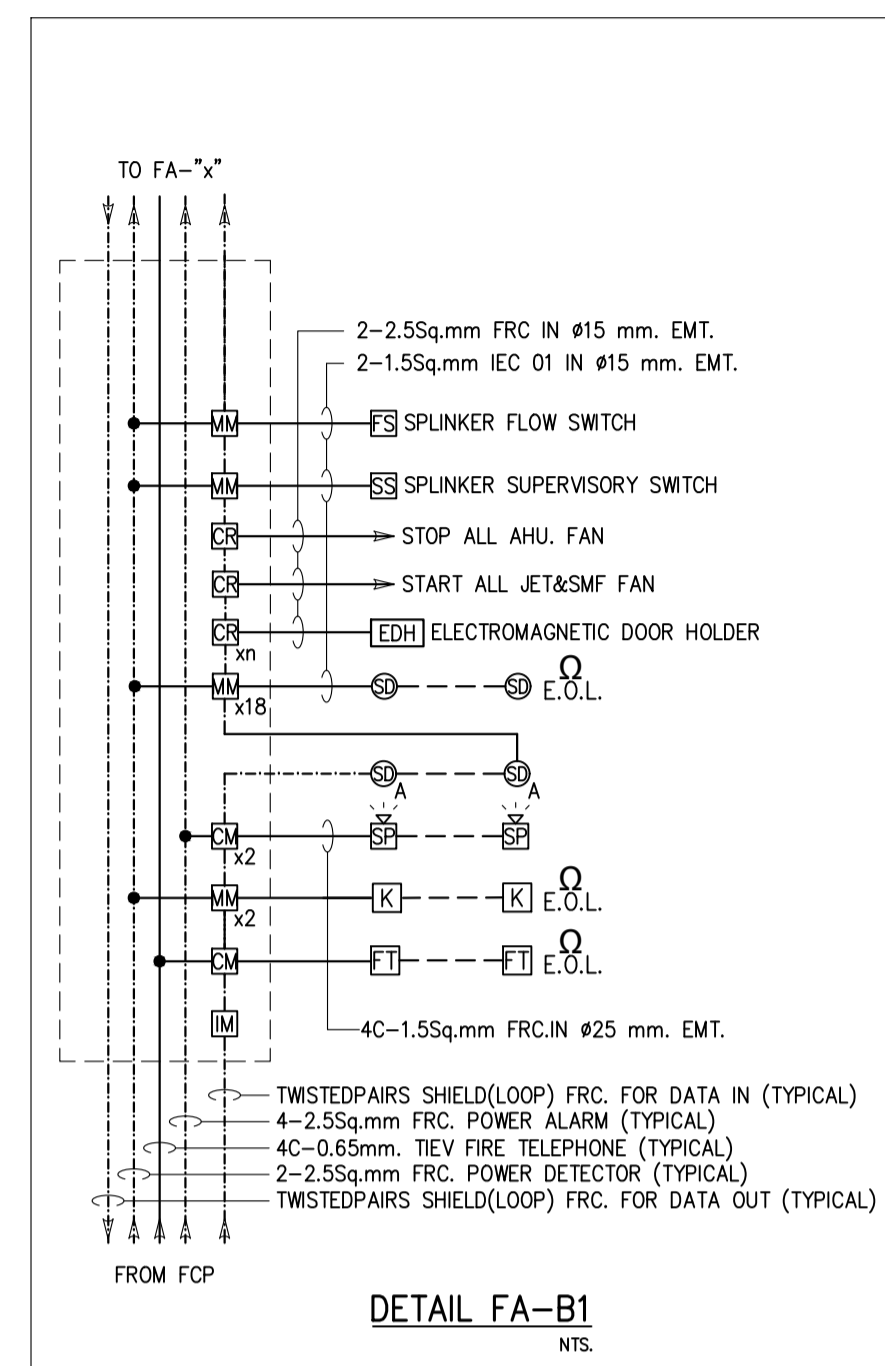 TO FA-"x"
2-2.5Sq.mm FRC IN ø15 mm. EMT.
2-1.5Sq.mm IEC 01 IN ø15 mm. EMT.
MM FS SPLINKER FLOW SWITCH
MM SS SPLINKER SUPERVISORY SWITCH
CR STOP ALL AHU. FAN
CR START ALL JET&SMF FAN
CR xn EDH ELECTROMAGNETIC DOOR HOLDER
MM x18 SD SD Ω E.O.L.
SD A SD A
CM x2 SP SP
MM x2 K K Ω E.O.L.
CM FT FT Ω E.O.L.
IM
4C-1.5Sq.mm FRC.IN ø25 mm. EMT.
TWISTEDPAIRS SHIELD(LOOP) FRC. FOR DATA IN (TYPICAL)
4-2.5Sq.mm FRC. POWER ALARM (TYPICAL)
4C-0.65mm. TIEV FIRE TELEPHONE (TYPICAL)
2-2.5Sq.mm FRC. POWER DETECTOR (TYPICAL)
TWISTEDPAIRS SHIELD(LOOP) FRC. FOR DATA OUT (TYPICAL)
FROM FCP
DETAIL FA-B1
NTS.